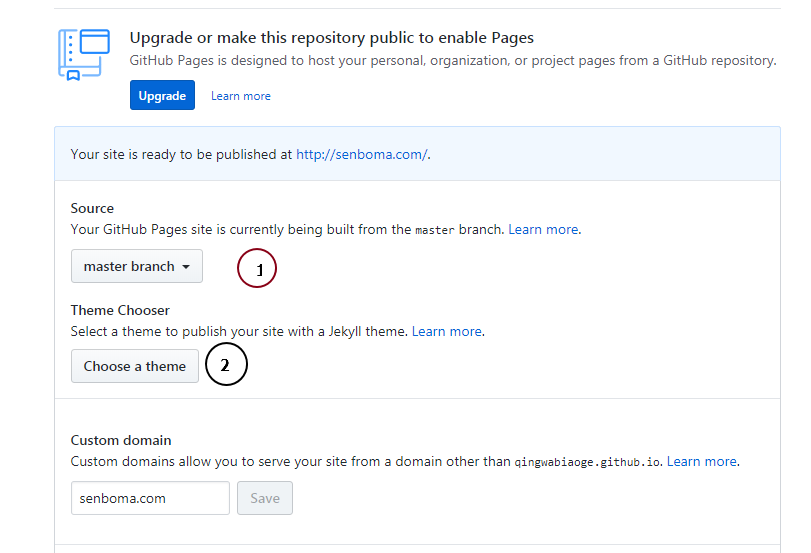 Upgrade or make this repository public to enable Pages
GitHub Pages is designed to host your personal, organization, or project pages from a GitHub repository.
Upgrade Learn more
Your site is ready to be published at http://senboma.com/.
Source
Your GitHub Pages site is currently being built from the master branch. Learn more.
master branch
1
Theme Chooser
Select a theme to publish your site with a Jekyll theme. Learn more.
Choose a theme
2
Custom domain
Custom domains allow you to serve your site from a domain other than qingwabiaoge.github.io. Learn more.
senboma.com Save